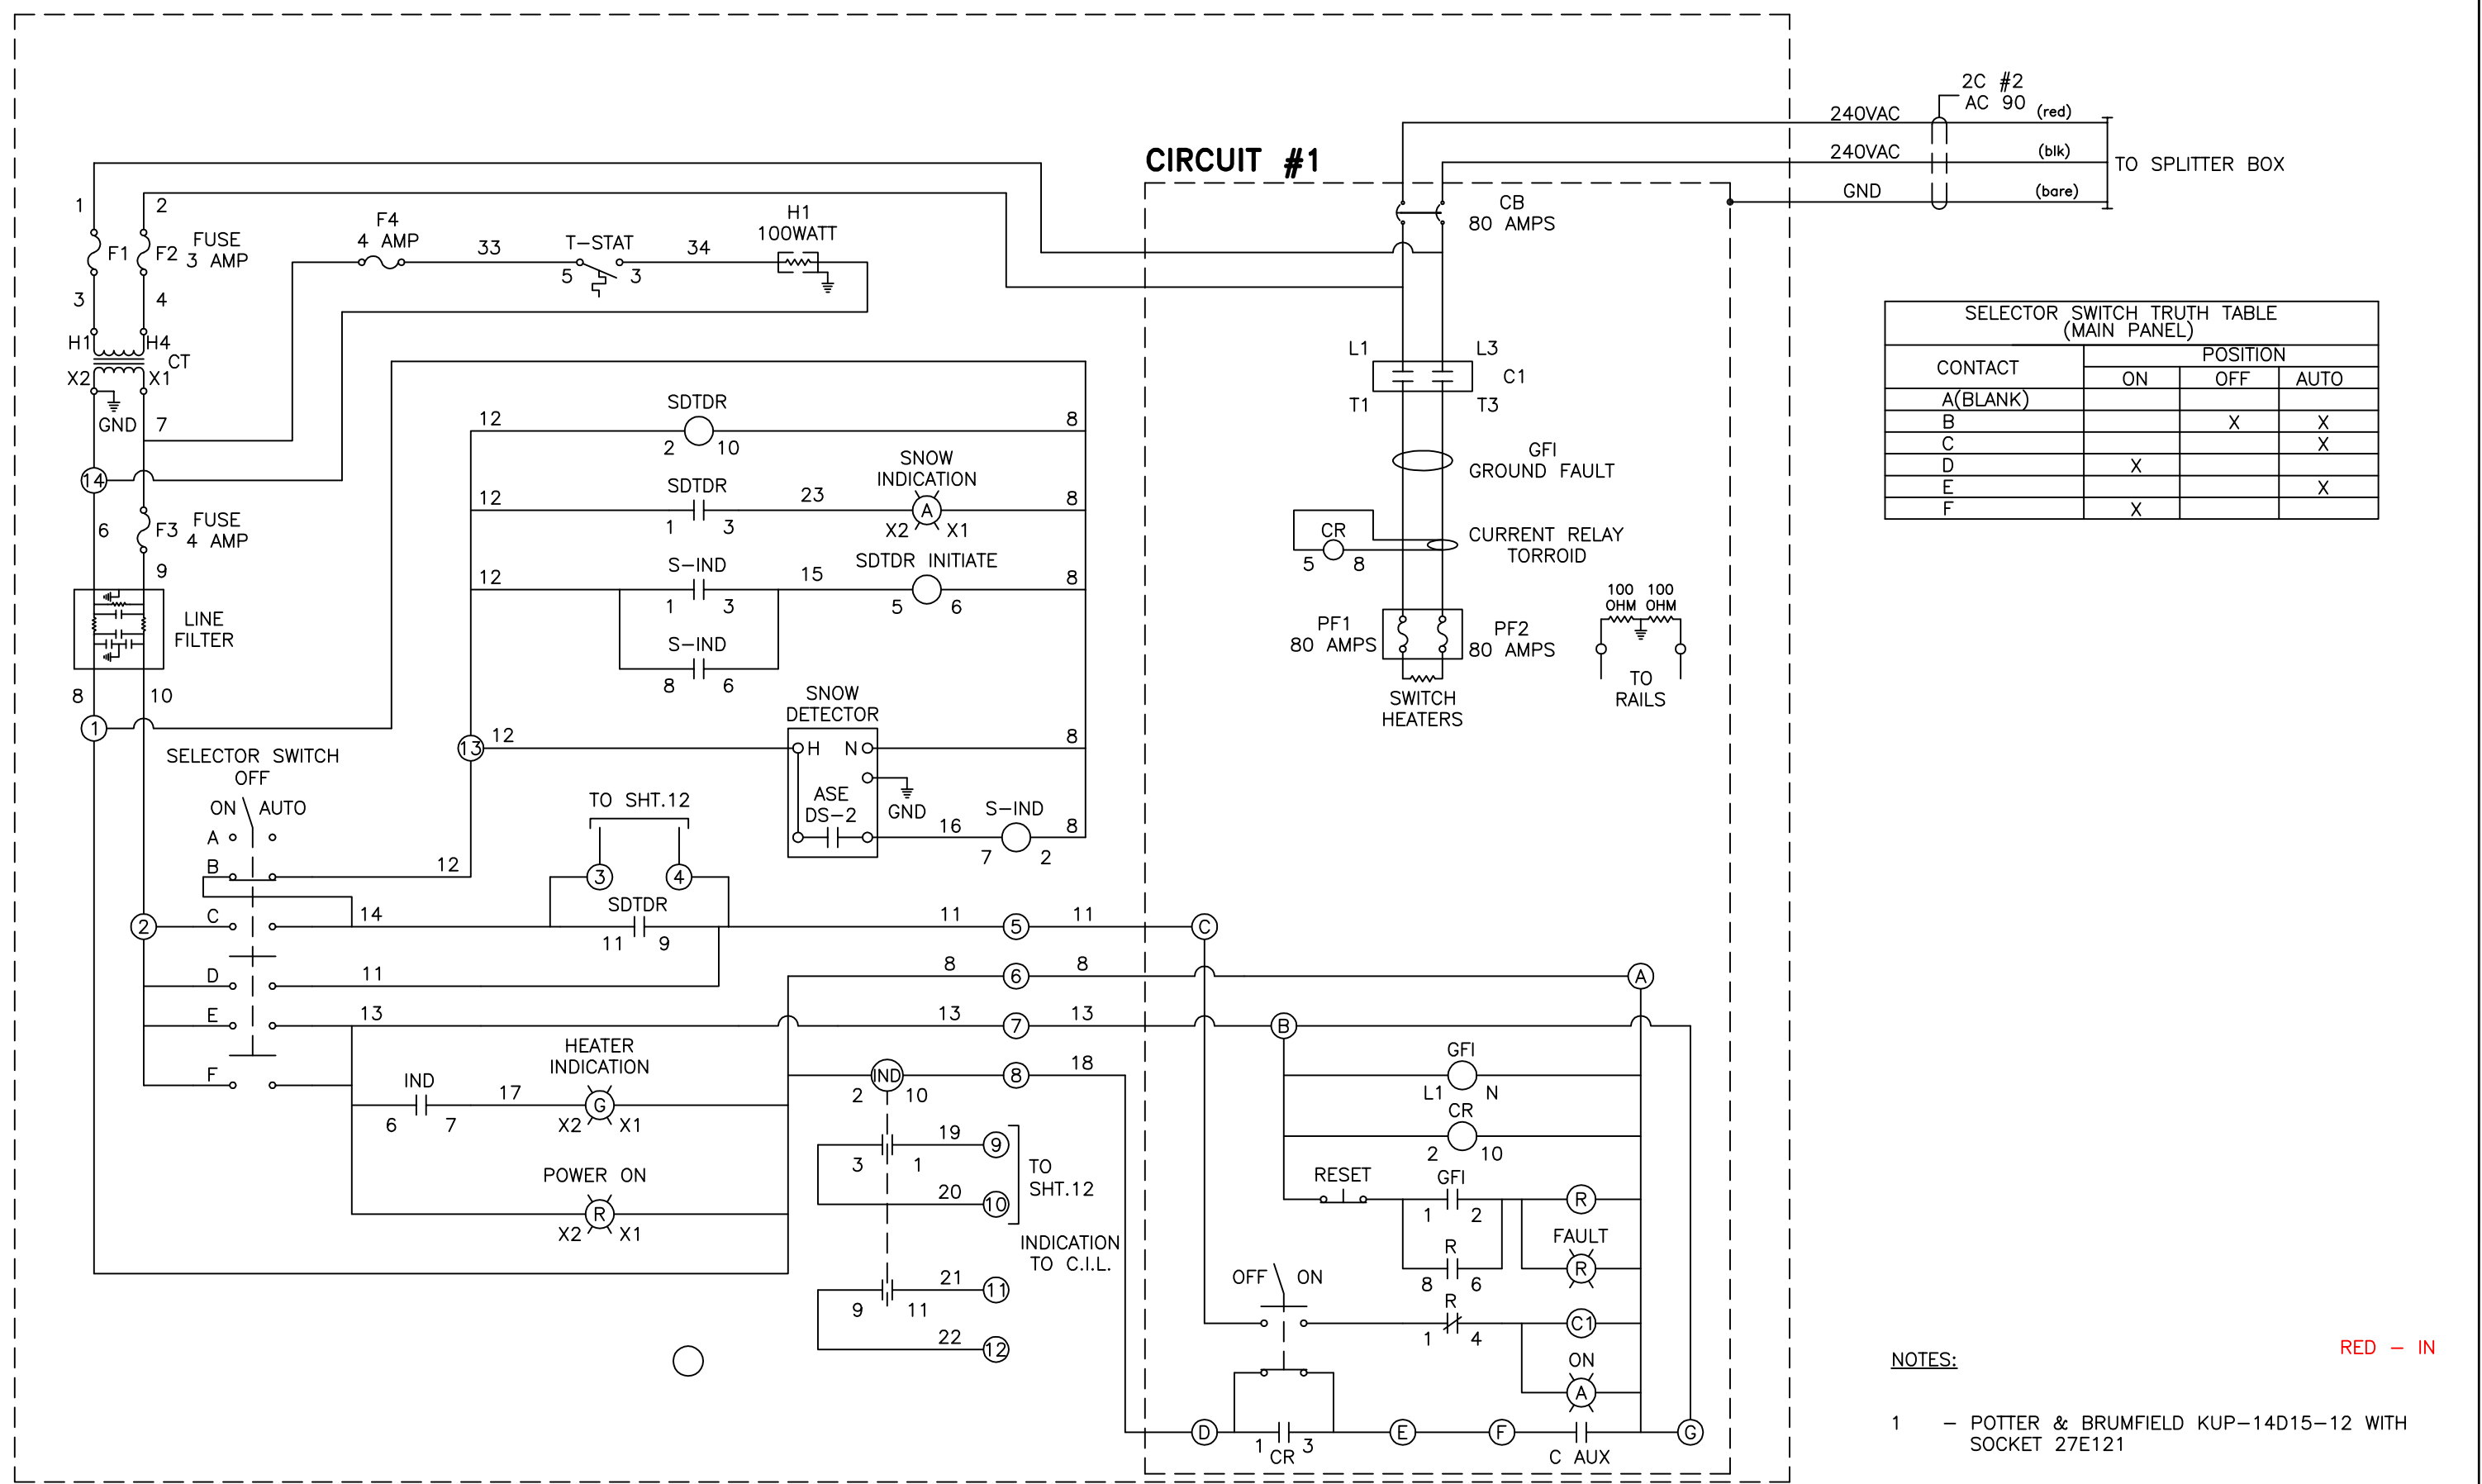 2C #2
AC 90
240VAC (red)
240VAC (blk)
GND (bare)
TO SPLITTER BOX
CIRCUIT #1
CB
80 AMPS
1 2
F1 F2
FUSE
3 AMP
3 4
H1 H4
CT
X2 X1
GND 7
F4
4 AMP
33
T-STAT
5 3
34
H1
100WATT
14
6
F3
FUSE
4 AMP
9
LINE
FILTER
8 10
1
12 SDTDR 8
2 10
12 SDTDR 23
1 3
SNOW
INDICATION
A
X2 X1
8
12 S-IND 15
1 3
SDTDR INITIATE
5 6
8
S-IND
8 6
13 12
SNOW
DETECTOR
H N
8
ASE
DS-2
GND
16
S-IND
7 2
8
SELECTOR SWITCH
OFF
ON AUTO
A
B
12
2
C 14
TO SHT.12
3 4
SDTDR
11 9
11 5 11 C
D 11
8 6 8 A
E 13
13 7 13 B
F
HEATER
INDICATION
IND 17
6 7
G
X2 X1
POWER ON
R
X2 X1
IND
2 10
8 18
19 9
3 1
20 10
TO
SHT.12
INDICATION
TO C.I.L.
21 11
9 11
22 12
L1 L3
C1
T1 T3
GFI
GROUND FAULT
CR
5 8
CURRENT RELAY
TORROID
PF1
80 AMPS
PF2
80 AMPS
SWITCH
HEATERS
100 100
OHM OHM
TO
RAILS
GFI
L1 N
CR
2 10
RESET
GFI
1 2
R
FAULT
R
R
8 6
OFF ON
R
1 4
C1
ON
A
D
1 3
CR
E
F
C AUX
G
SELECTOR SWITCH TRUTH TABLE
(MAIN PANEL)
CONTACT POSITION
ON OFF AUTO
A(BLANK)
B X X
C X
D X
E X
F X
RED - IN
NOTES:
1 - POTTER & BRUMFIELD KUP-14D15-12 WITH
SOCKET 27E121